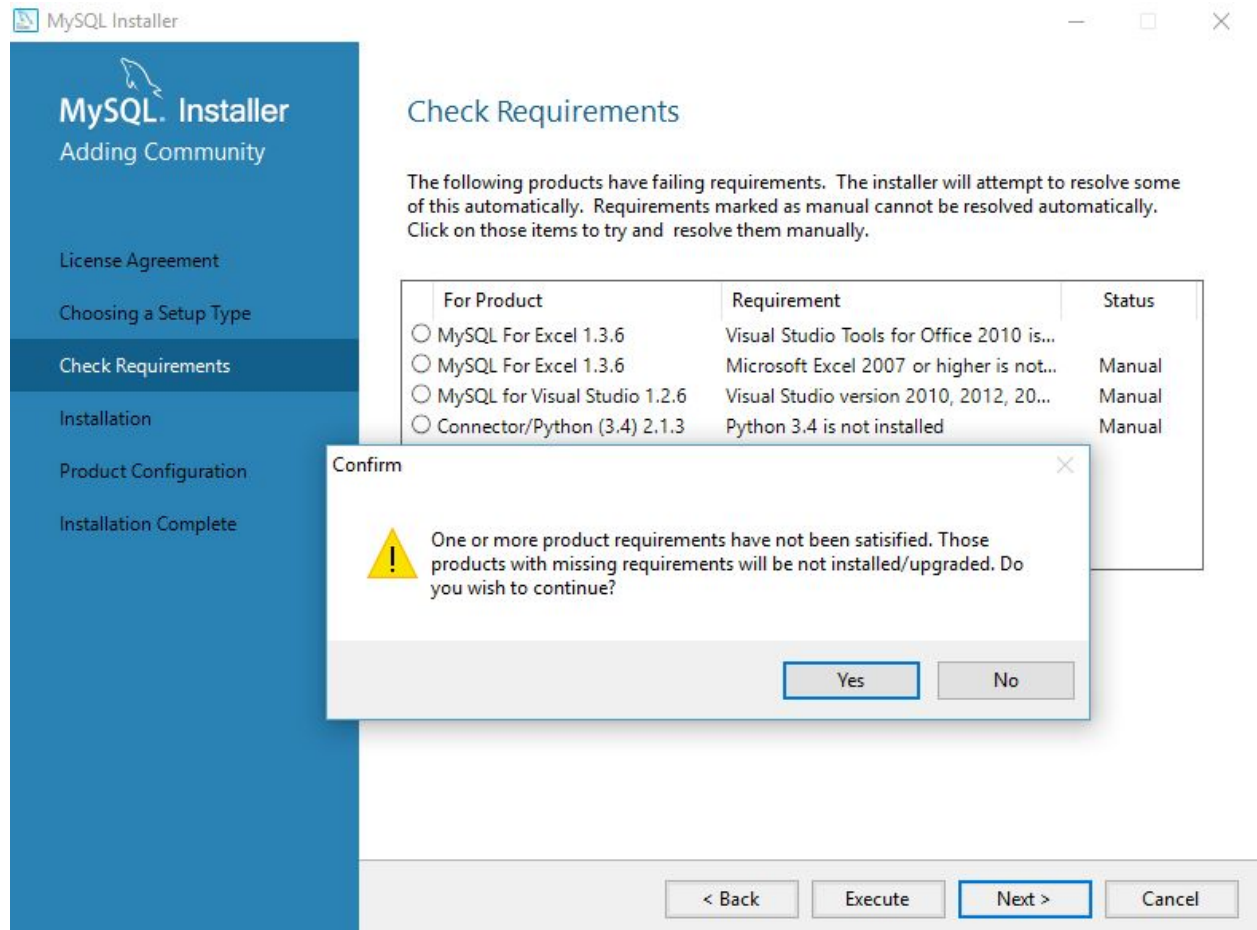 MySQL Installer
MySQL. Installer
Adding Community
License Agreement
Choosing a Setup Type
Check Requirements
Installation
Product Configuration
Installation Complete
Check Requirements
The following products have failing requirements. The installer will attempt to resolve some
of this automatically. Requirements marked as manual cannot be resolved automatically.
Click on those items to try and resolve them manually.
For Product Requirement Status
MySQL For Excel 1.3.6 Visual Studio Tools for Office 2010 is...
MySQL For Excel 1.3.6 Microsoft Excel 2007 or higher is not... Manual
MySQL for Visual Studio 1.2.6 Visual Studio version 2010, 2012, 20... Manual
Connector/Python (3.4) 2.1.3 Python 3.4 is not installed Manual
Confirm
One or more product requirements have not been satisified. Those
products with missing requirements will be not installed/upgraded. Do
you wish to continue?
Yes No
< Back Execute Next > Cancel